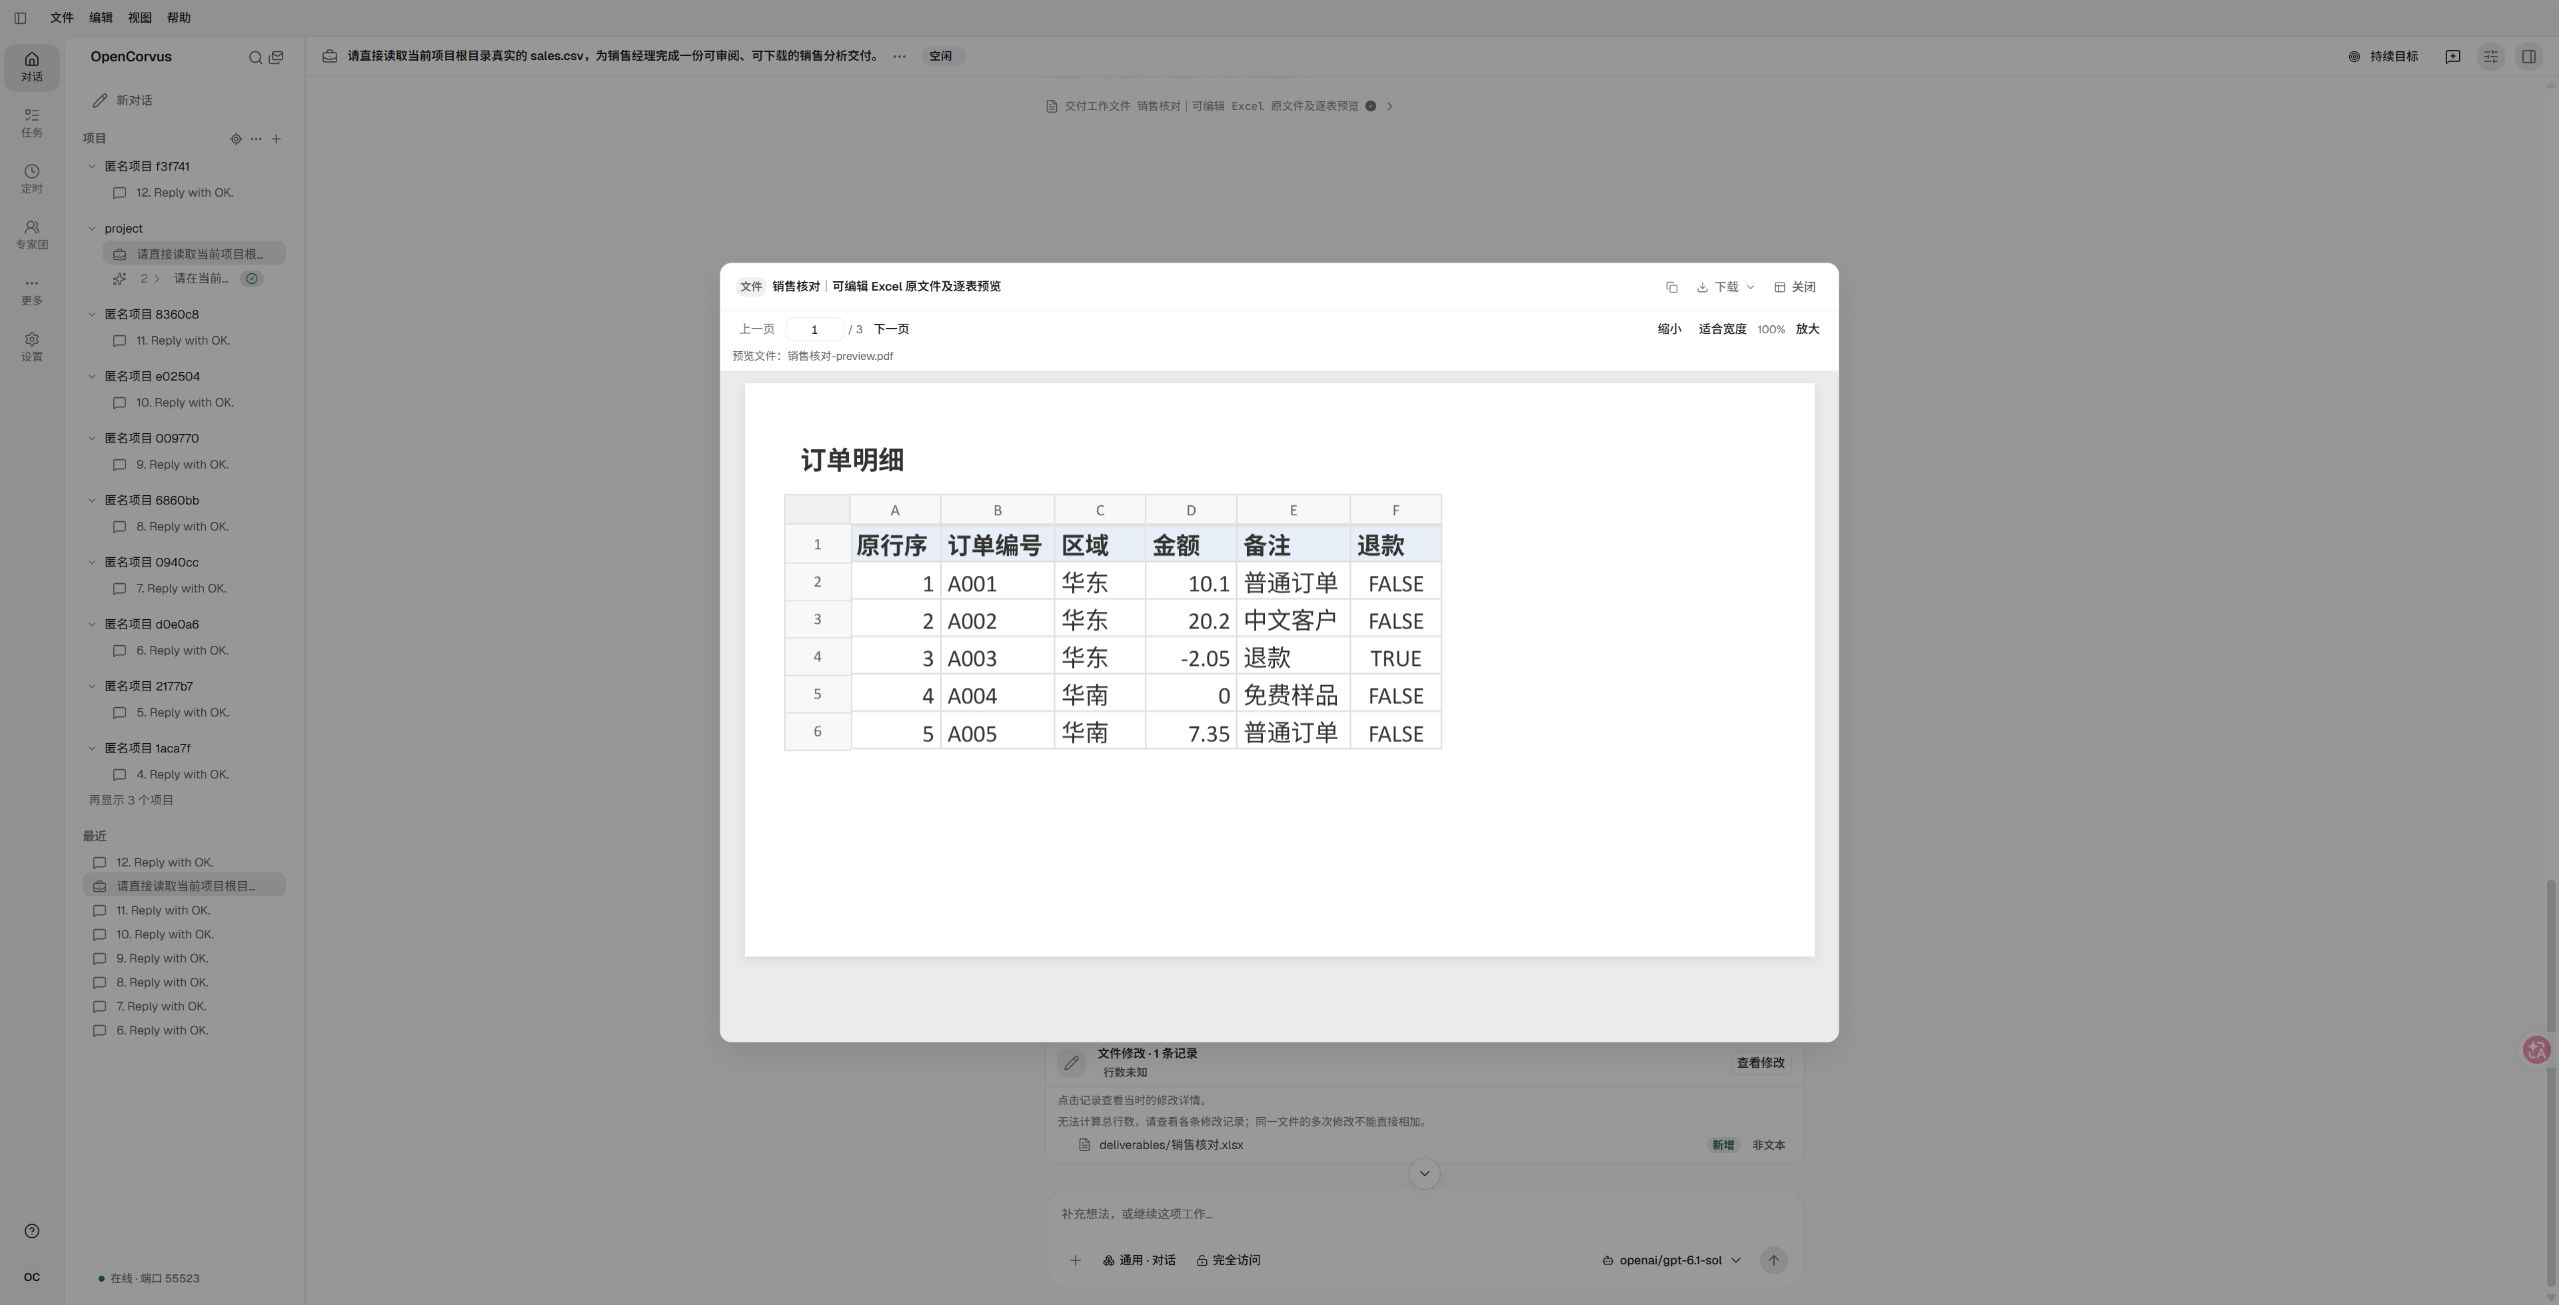 文件 编辑 视图 帮助
对话
任务
定时
专家团
更多
设置
OC
OpenCorvus
新对话
项目
匿名项目 f3f741
12. Reply with OK.
project
请直接读取当前项目根...
2 请在当前...
匿名项目 8360c8
11. Reply with OK.
匿名项目 e02504
10. Reply with OK.
匿名项目 009770
9. Reply with OK.
匿名项目 6860bb
8. Reply with OK.
匿名项目 0940cc
7. Reply with OK.
匿名项目 d0e0a6
6. Reply with OK.
匿名项目 2177b7
5. Reply with OK.
匿名项目 1aca7f
4. Reply with OK.
再显示 3 个项目
最近
12. Reply with OK.
请直接读取当前项目根目...
11. Reply with OK.
10. Reply with OK.
9. Reply with OK.
8. Reply with OK.
7. Reply with OK.
6. Reply with OK.
在线 · 端口 55523
请直接读取当前项目根目录真实的 sales.csv，为销售经理完成一份可审阅、可下载的销售分析交付。 ... 空闲
持续目标
交付工作文件 销售核对｜可编辑 Excel 原文件及逐表预览
文件 销售核对｜可编辑 Excel 原文件及逐表预览 下载 关闭
上一页 1 / 3 下一页 缩小 适合宽度 100% 放大
预览文件：销售核对-preview.pdf
订单明细
A B C D E F
1 原行序 订单编号 区域 金额 备注 退款
2 1 A001 华东 10.1 普通订单 FALSE
3 2 A002 华东 20.2 中文客户 FALSE
4 3 A003 华东 -2.05 退款 TRUE
5 4 A004 华南 0 免费样品 FALSE
6 5 A005 华南 7.35 普通订单 FALSE
文件修改 · 1 条记录 查看修改
行数未知
点击记录查看当时的修改详情。
无法计算总行数，请查看各条修改记录；同一文件的多次修改不能直接相加。
deliverables/销售核对.xlsx 新增 非文本
补充想法，或继续这项工作...
通用 · 对话 完全访问 openai/gpt-6.1-sol